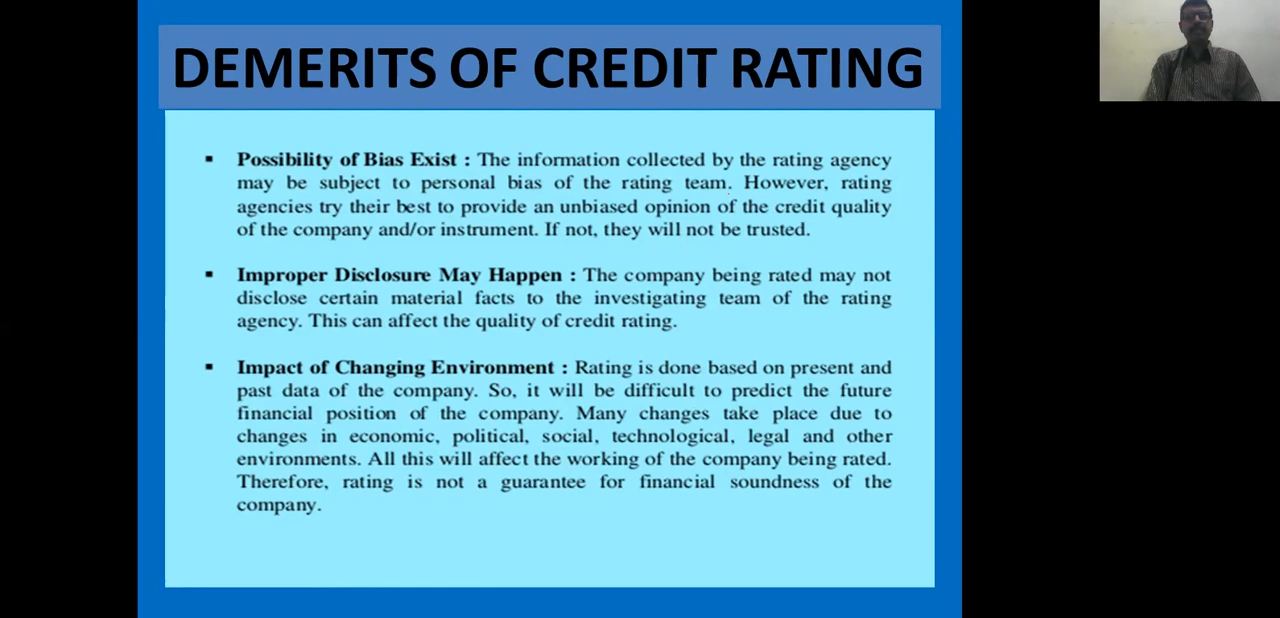 DEMERITS OF CREDIT RATING
▪ Possibility of Bias Exist : The information collected by the rating agency
may be subject to personal bias of the rating team. However, rating
agencies try their best to provide an unbiased opinion of the credit quality
of the company and/or instrument. If not, they will not be trusted.
▪ Improper Disclosure May Happen : The company being rated may not
disclose certain material facts to the investigating team of the rating
agency. This can affect the quality of credit rating.
▪ Impact of Changing Environment : Rating is done based on present and
past data of the company. So, it will be difficult to predict the future
financial position of the company. Many changes take place due to
changes in economic, political, social, technological, legal and other
environments. All this will affect the working of the company being rated.
Therefore, rating is not a guarantee for financial soundness of the
company.